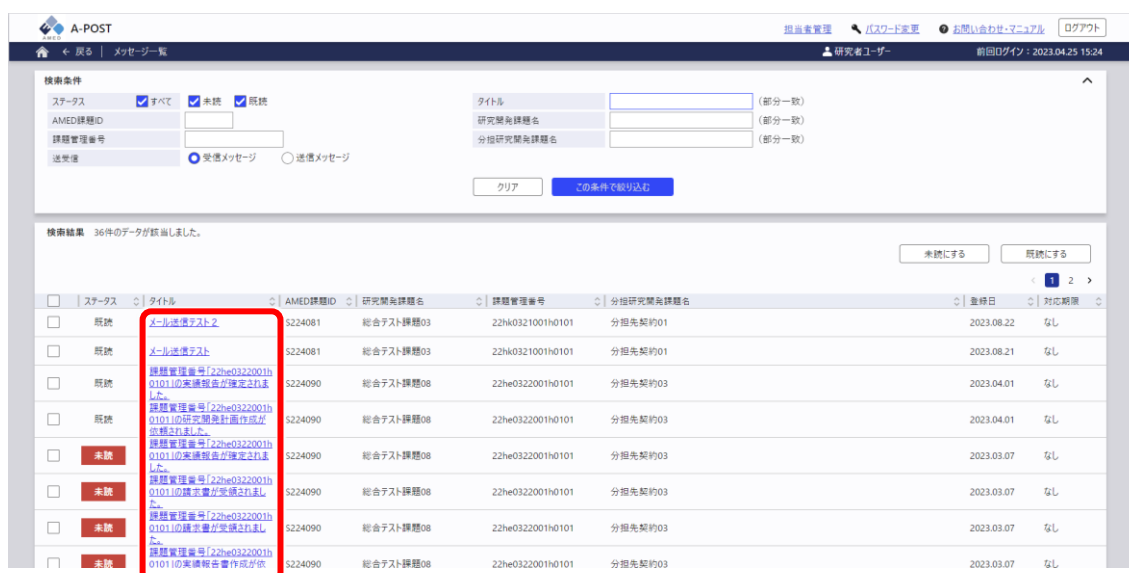 A-POST
AMED
担当者管理 パスワード変更 お問い合わせ・マニュアル ログアウト
← 戻る | メッセージ一覧 研究者ユーザー 前回ログイン：2023.04.25 15:24
検索条件
ステータス すべて 未読 既読 タイトル (部分一致)
AMED課題ID 研究開発課題名 (部分一致)
課題管理番号 分担研究開発課題名 (部分一致)
送受信 受信メッセージ 送信メッセージ
クリア この条件で絞り込む
検索結果 36件のデータが該当しました。
未読にする 既読にする
1 2
ステータス タイトル AMED課題ID 研究開発課題名 課題管理番号 分担研究開発課題名 登録日 対応期限
既読 メール送信テスト２ S224081 総合テスト課題03 22hk0321001h0101 分担先契約01 2023.08.22 なし
既読 メール送信テスト S224081 総合テスト課題03 22hk0321001h0101 分担先契約01 2023.08.21 なし
課題管理番号「22he0322001h
既読 0101」の実績報告が確定されま S224090 総合テスト課題08 22he0322001h0101 分担先契約03 2023.04.01 なし
した。
課題管理番号「22he0322001h
既読 0101」の研究開発計画作成が S224090 総合テスト課題08 22he0322001h0101 分担先契約03 2023.04.01 なし
依頼されました。
課題管理番号「22he0322001h
未読 0101」の実績報告が確定されま S224090 総合テスト課題08 22he0322001h0101 分担先契約03 2023.03.07 なし
した。
課題管理番号「22he0322001h
未読 0101」の請求書が受領されまし S224090 総合テスト課題08 22he0322001h0101 分担先契約03 2023.03.07 なし
た。
課題管理番号「22he0322001h
未読 0101」の請求書が受領されまし S224090 総合テスト課題08 22he0322001h0101 分担先契約03 2023.03.07 なし
た。
課題管理番号「22he0322001h
未読 0101」の実績報告書作成が依 S224090 総合テスト課題08 22he0322001h0101 分担先契約03 2023.03.07 なし